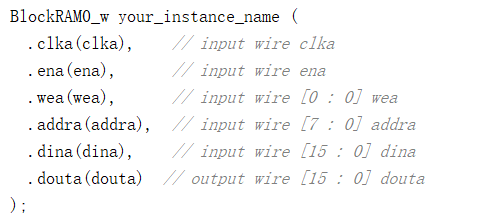 BlockRAM0_w your_instance_name (
  .clka(clka),    // input wire clka
  .ena(ena),      // input wire ena
  .wea(wea),      // input wire [0 : 0] wea
  .addra(addra),  // input wire [7 : 0] addra
  .dina(dina),    // input wire [15 : 0] dina
  .douta(douta)  // output wire [15 : 0] douta
);